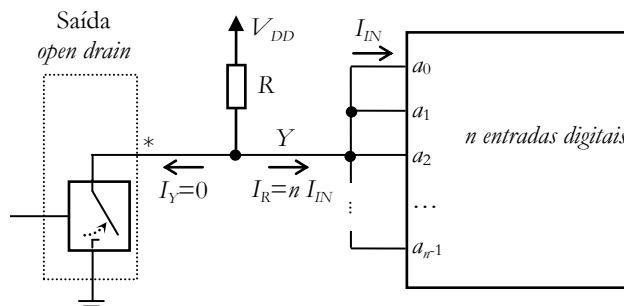 Saída
open drain
V_DD
R
*
I_Y=0
Y
I_R=n I_IN
I_IN
a_0
a_1
a_2
...
a_n-1
n entradas digitais